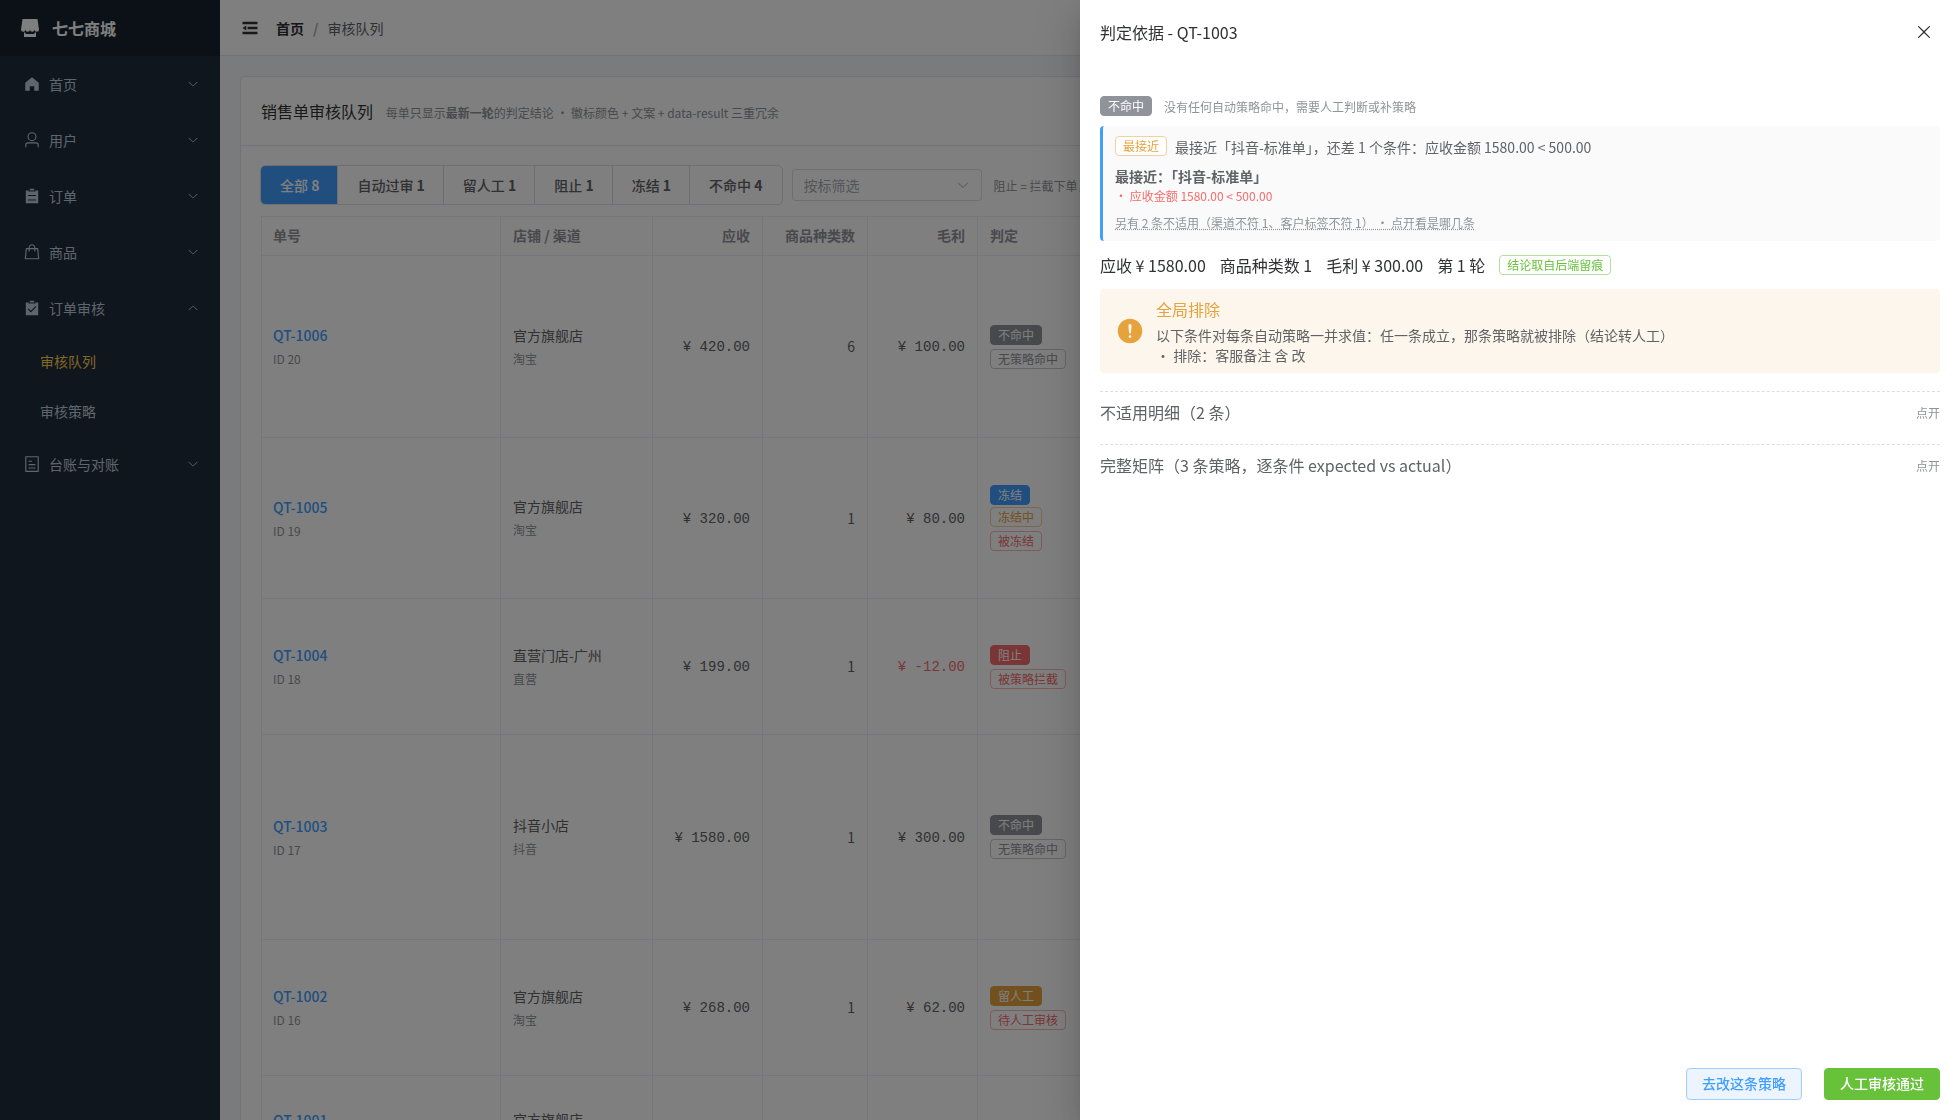 七七商城
首页
用户
订单
商品
订单审核
审核队列
审核策略
台账与对账
首页 / 审核队列
销售单审核队列 每单只显示最新一轮的判定结论 · 徽标颜色 + 文案 + data-result 三重冗余
全部 8 自动过审 1 留人工 1 阻止 1 冻结 1 不命中 4 按标筛选 阻止 = 拦截下单
单号 店铺 / 渠道 应收 商品种类数 毛利 判定
QT-1006 官方旗舰店 ¥ 420.00 6 ¥ 100.00 不命中
ID 20 淘宝 无策略命中
QT-1005 官方旗舰店 ¥ 320.00 1 ¥ 80.00 冻结
ID 19 淘宝 冻结中
被冻结
QT-1004 直营门店-广州 ¥ 199.00 1 ¥ -12.00 阻止
ID 18 直营 被策略拦截
QT-1003 抖音小店 ¥ 1580.00 1 ¥ 300.00 不命中
ID 17 抖音 无策略命中
QT-1002 官方旗舰店 ¥ 268.00 1 ¥ 62.00 留人工
ID 16 淘宝 待人工审核
QT-1001 官方旗舰店
判定依据 - QT-1003
不命中 没有任何自动策略命中，需要人工判断或补策略
最接近 最接近「抖音-标准单」，还差 1 个条件：应收金额 1580.00 < 500.00
最接近：「抖音-标准单」
· 应收金额 1580.00 < 500.00
另有 2 条不适用（渠道不符 1、客户标签不符 1） · 点开看是哪几条
应收 ¥ 1580.00 商品种类数 1 毛利 ¥ 300.00 第 1 轮 结论取自后端留痕
全局排除
以下条件对每条自动策略一并求值：任一条成立，那条策略就被排除（结论转人工）
· 排除：客服备注 含 改
不适用明细（2 条） 点开
完整矩阵（3 条策略，逐条件 expected vs actual） 点开
去改这条策略 人工审核通过